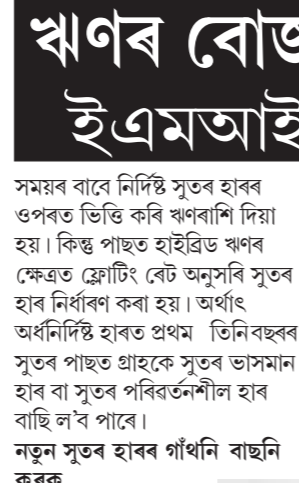 ঋণৰ
ইএমআই
সময়ৰ বাবে নিৰ্দিষ্ট সুতৰ হাৰৰ
ওপৰত ভিত্তি কৰি ঋণৰাশি দিয়া
হয়। কিন্তু পাছত হাইব্ৰিড ঋণৰ
ক্ষেত্ৰত ফ্লোটিং ৰেট অনুসৰি সুতৰ
হাৰ নিৰ্ধাৰণ কৰা হয়। অৰ্থাৎ
অৰ্ধনিৰ্দিষ্ট হাৰত প্ৰথম তিনিবছৰৰ
সুতৰ পাছত গ্ৰাহকে সুতৰ ভাসমান
হাৰ বা সুতৰ পৰিৱৰ্তনশীল হাৰ
বাছি ল'ব পাৰে।
নতুন সুতৰ হাৰৰ গাঁথনি বাছনি
কৰক